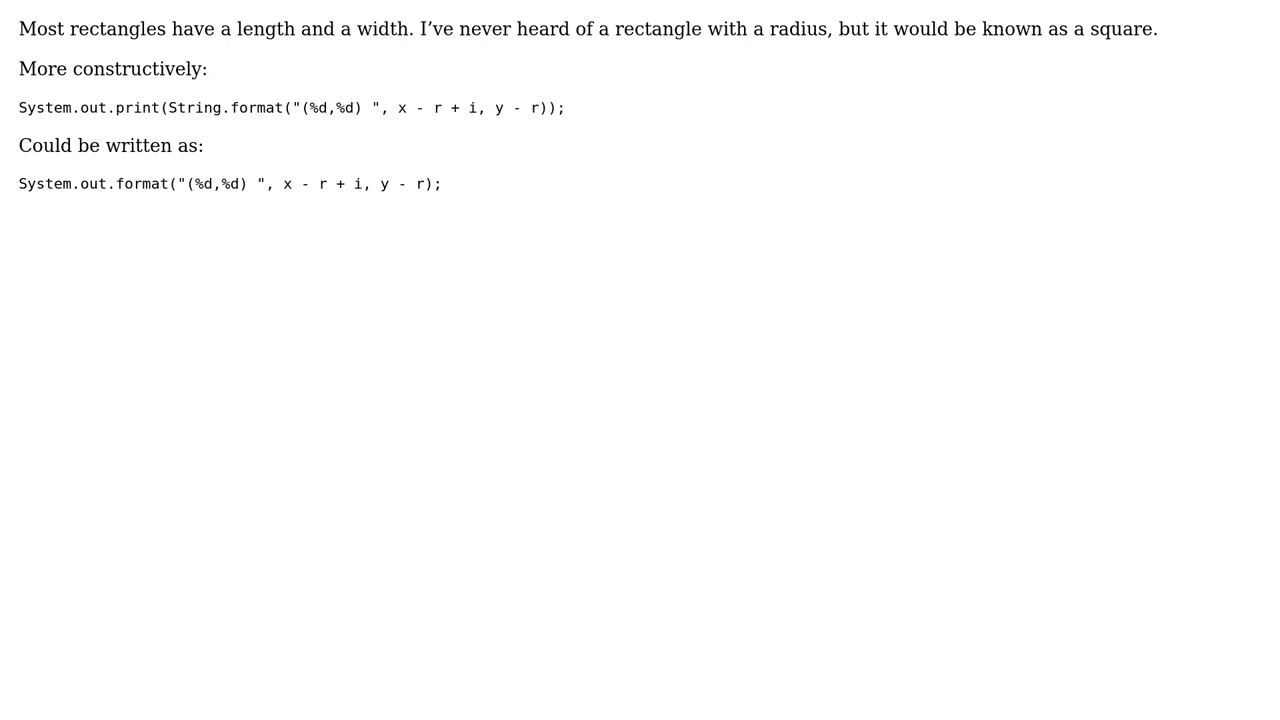 Most rectangles have a length and a width. I’ve never heard of a rectangle with a radius, but it would be known as a square.
More constructively:
System.out.print(String.format("(%d,%d) ", x - r + i, y - r));
Could be written as:
System.out.format("(%d,%d) ", x - r + i, y - r);